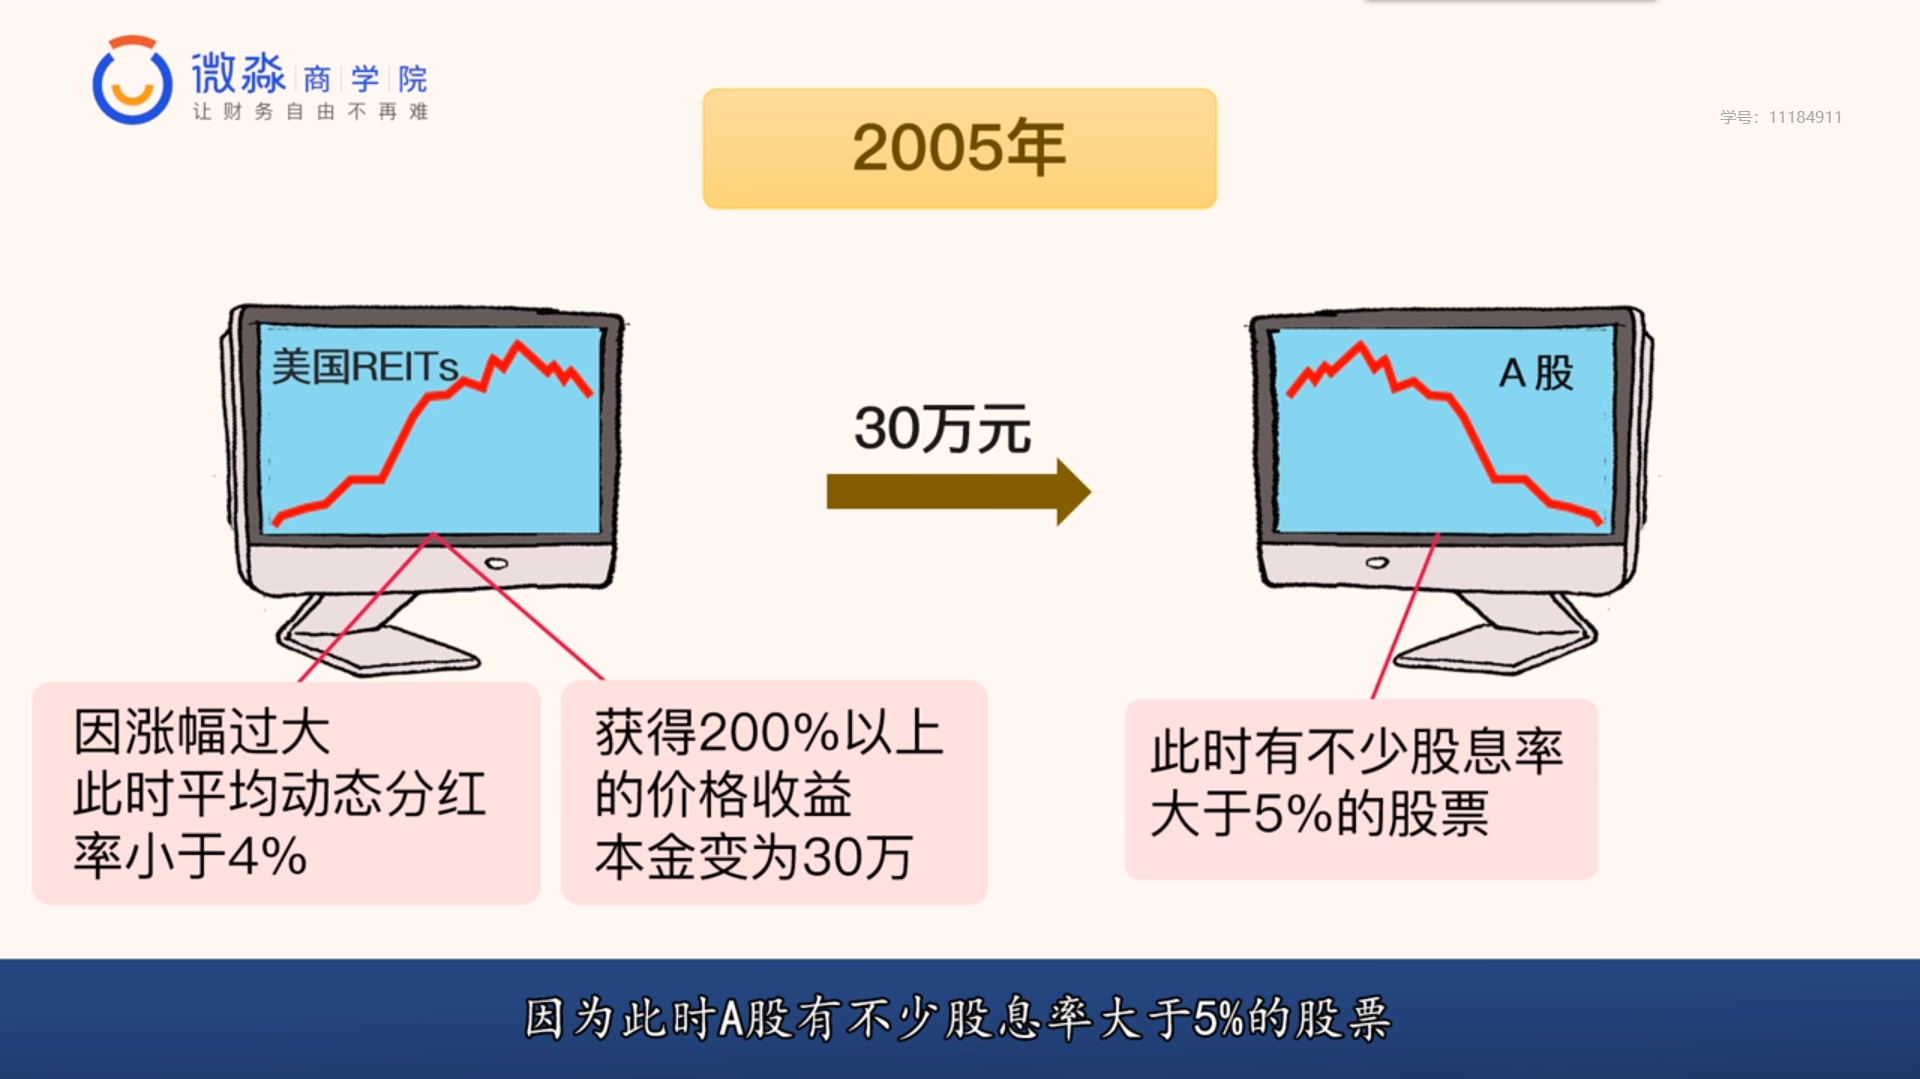 微淼商学院
让财务自由不再难
学号：11184911
2005年
美国REITs
30万元
A股
因涨幅过大
此时平均动态分红
率小于4%
获得200%以上
的价格收益
本金变为30万
此时有不少股息率
大于5%的股票
因为此时A股有不少股息率大于5%的股票